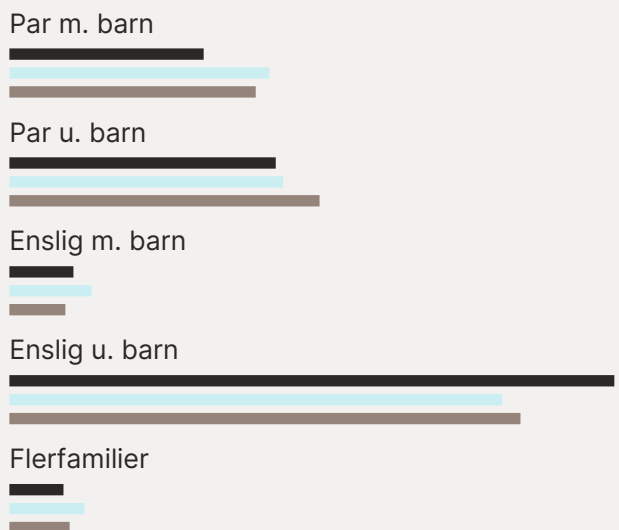 Par m. barn
Par u. barn
Enslig m. barn
Enslig u. barn
Flerfamilier